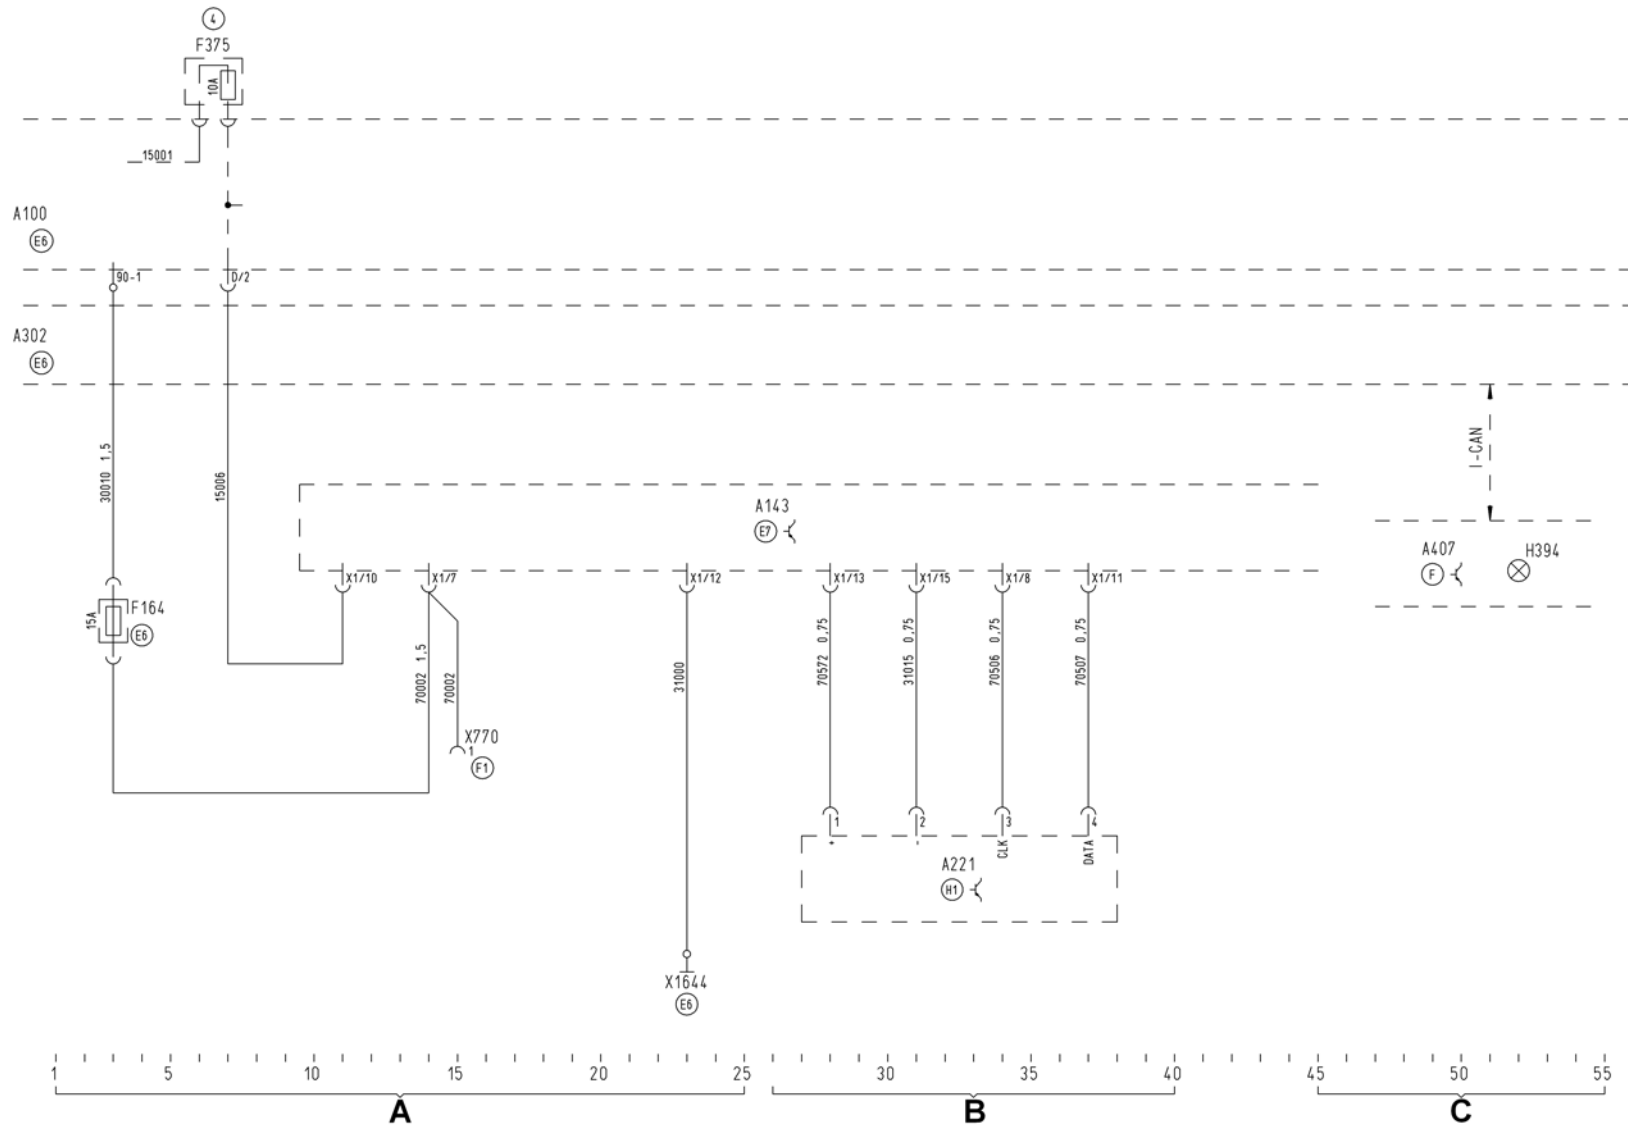 4
F375
10A
15001
A100
E6
90-1
D/2
A302
E6
30010 1,5
15006
I-CAN
A143
E7
A407
F
H394
X1/10
X1/7
X1/12
X1/13
X1/15
X1/8
X1/11
15A
F164
E6
70002 1,5
70002
31000
70572 0,75
31015 0,75
70506 0,75
70507 0,75
X770
1
F1
1
2
3
4
+
-
CLK
DATA
A221
H1
X1644
E6
1 5 10 15 20 25 30 35 40 45 50 55
A B C